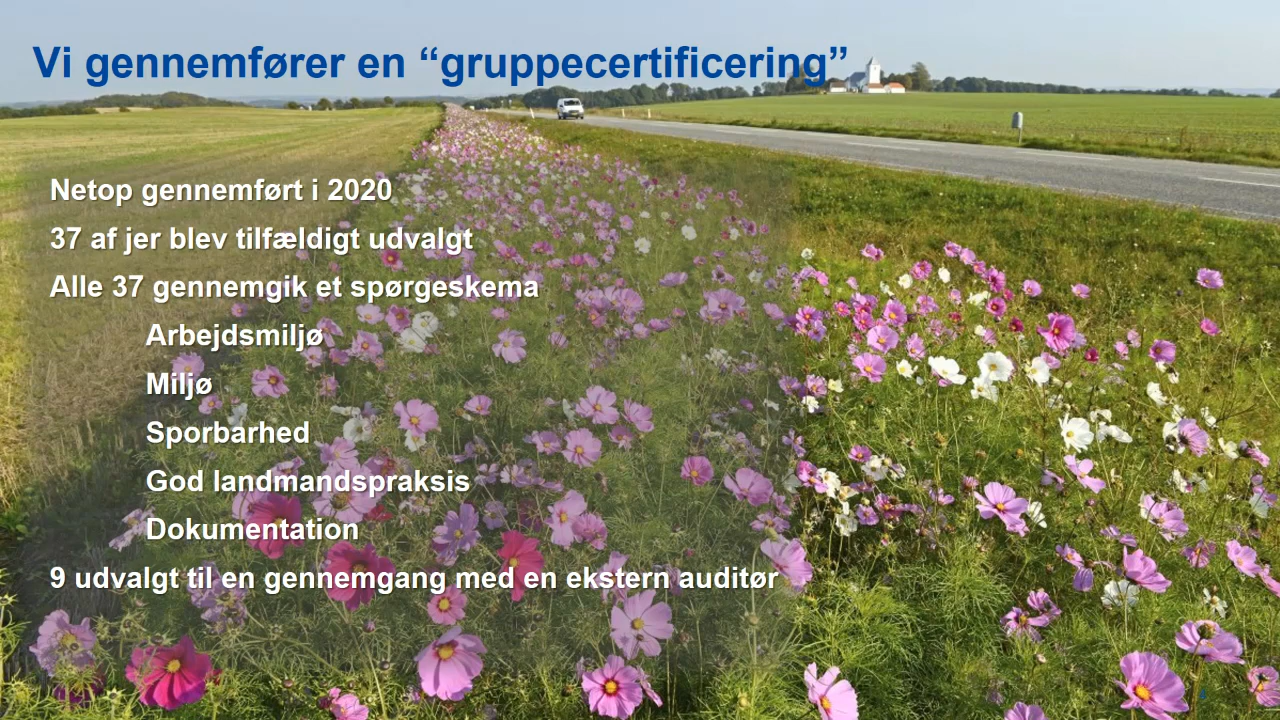 Vi gennemfører en “gruppecertificering”
Netop gennemført i 2020
37 af jer blev tilfældigt udvalgt
Alle 37 gennemgik et spørgeskema
Arbejdsmiljø
Miljø
Sporbarhed
God landmandspraksis
Dokumentation
9 udvalgt til en gennemgang med en ekstern auditør